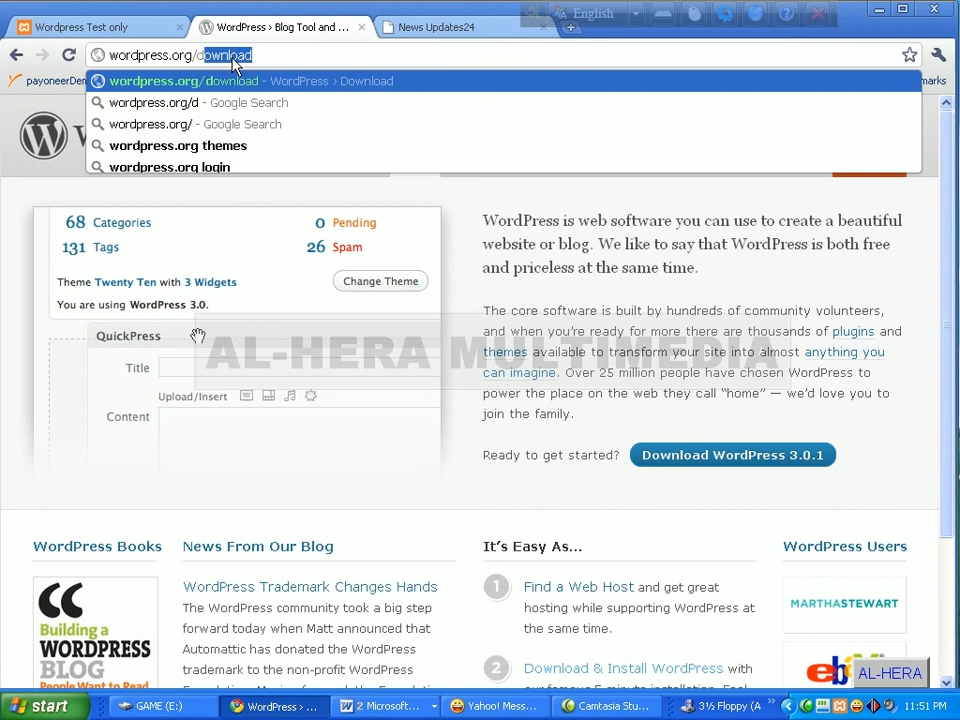 WordPress Test only
WordPress › Blog Tool and ...
News Updates24
English
wordpress.org/download
payoneerDen
wordpress.org/download - WordPress › Download
wordpress.org/d - Google Search
wordpress.org/ - Google Search
wordpress.org themes
wordpress.org login
68 Categories
0 Pending
131 Tags
26 Spam
Theme Twenty Ten with 3 Widgets
Change Theme
You are using WordPress 3.0.
QuickPress
Title
Upload/Insert
Content
AL-HERA MULTIMEDIA
WordPress is web software you can use to create a beautiful
website or blog. We like to say that WordPress is both free
and priceless at the same time.
The core software is built by hundreds of community volunteers,
and when you're ready for more there are thousands of plugins and
themes available to transform your site into almost anything you
can imagine. Over 25 million people have chosen WordPress to
power the place on the web they call “home” — we'd love you to
join the family.
Ready to get started?
Download WordPress 3.0.1
WordPress Books
Building a
WORDPRESS
BLOG
People Want to Read
News From Our Blog
WordPress Trademark Changes Hands
The WordPress community took a big step
forward today when Matt announced that
Automattic has donated the WordPress
trademark to the non-profit WordPress
It's Easy As...
1 Find a Web Host and get great
hosting while supporting WordPress at
the same time.
2 Download & Install WordPress with
WordPress Users
MARTHASTEWART
AL-HERA
start
GAME (E:)
WordPress › ...
2 Microsoft...
Yahoo! Mess...
Camtasia Stu...
3½ Floppy (A
11:51 PM